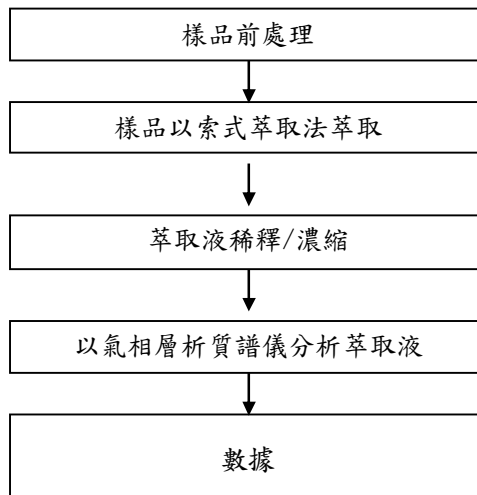 樣品前處理
樣品以索式萃取法萃取
萃取液稀釋/濃縮
以氣相層析質譜儀分析萃取液
數據